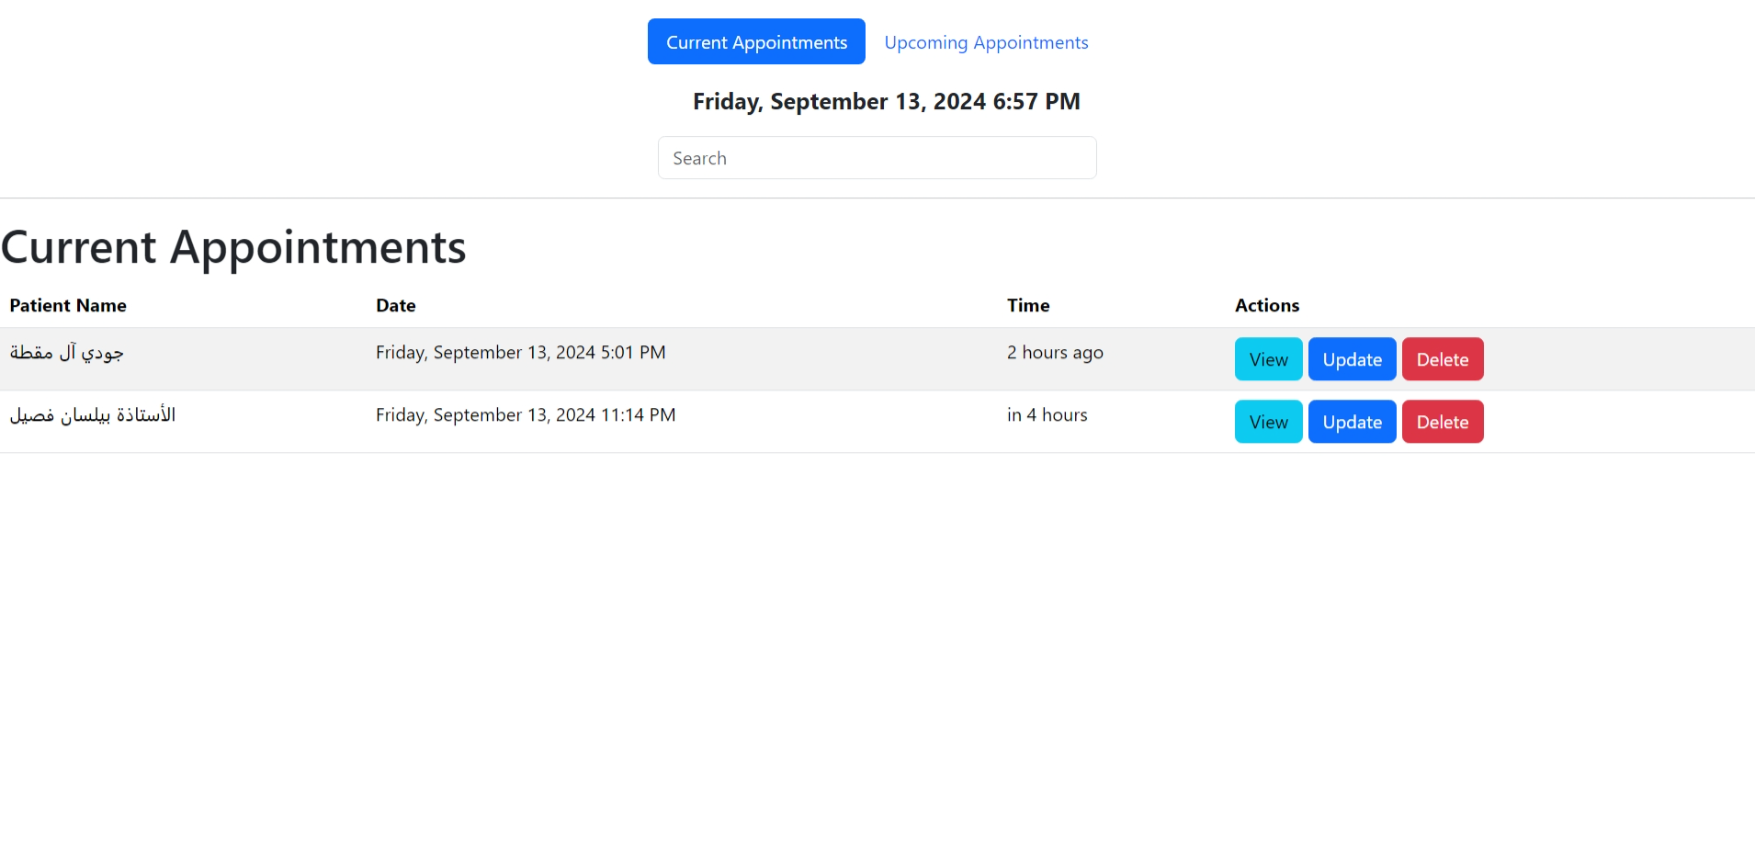 Current Appointments Upcoming Appointments
Friday, September 13, 2024 6:57 PM
Search
Current Appointments
Patient Name Date Time Actions
جودي آل مقطة Friday, September 13, 2024 5:01 PM 2 hours ago View Update Delete
الأستاذة بيلسان فصيل Friday, September 13, 2024 11:14 PM in 4 hours View Update Delete